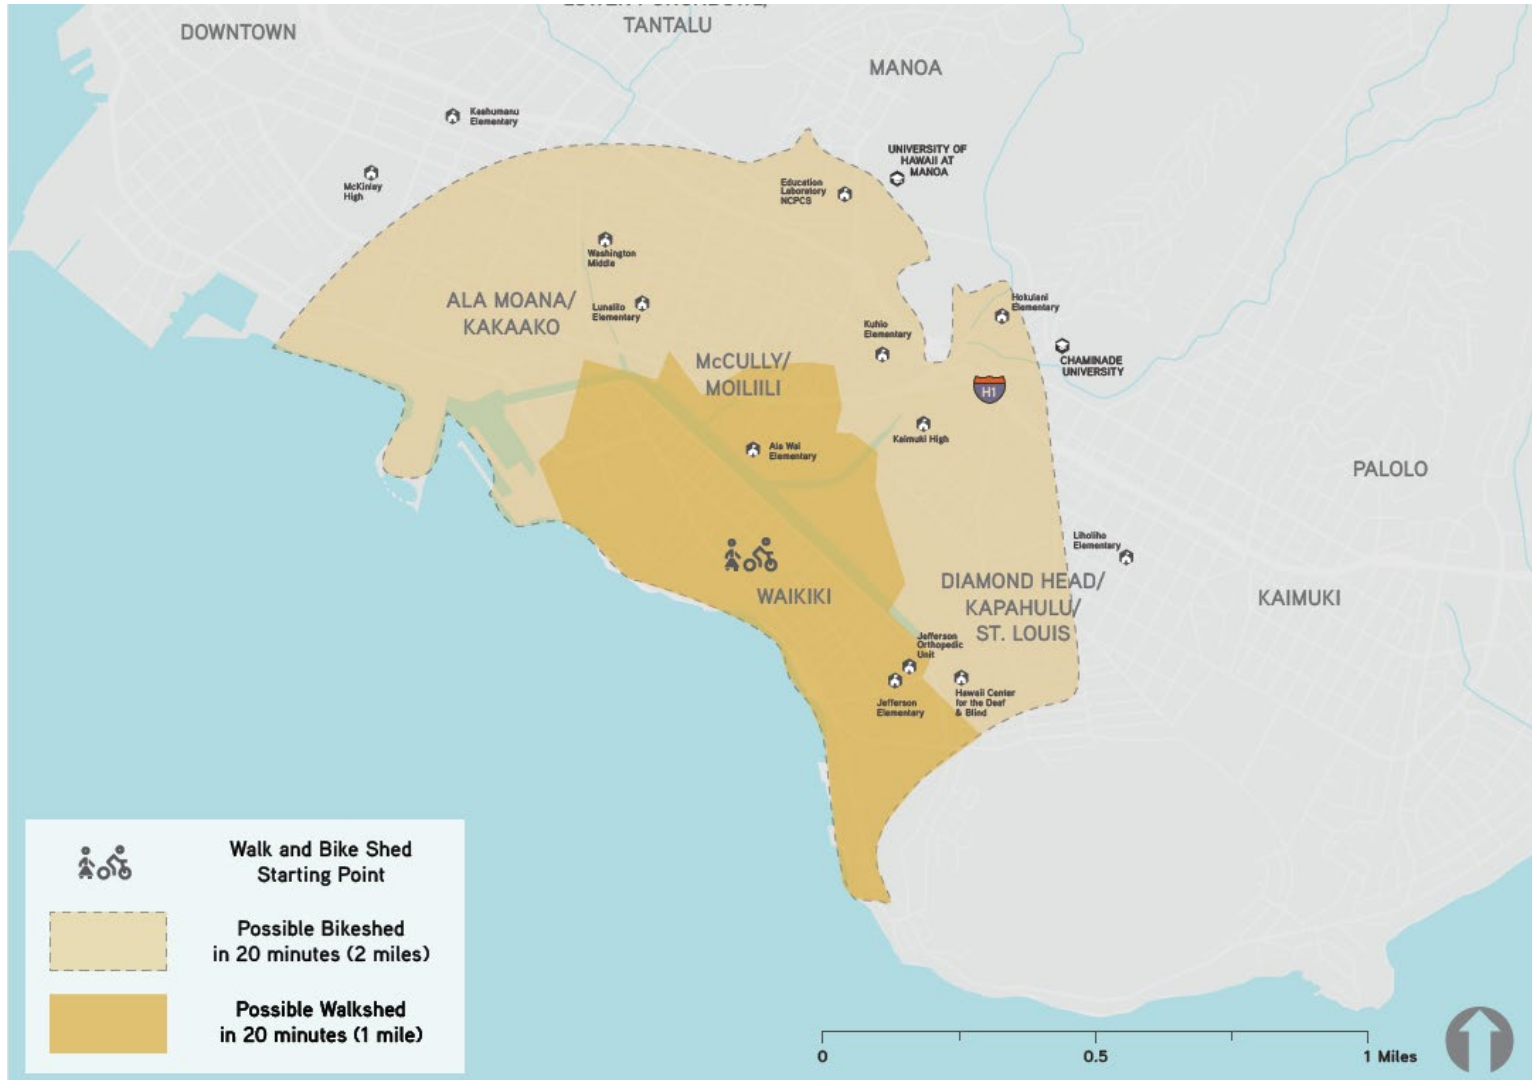 DOWNTOWN
TANTALU
MANOA
Kaahumanu
Elementary
UNIVERSITY OF
HAWAII AT
MANOA
McKinley
High
Education
Laboratory
NCPCS
Washington
Middle
ALA MOANA/
KAKAAKO
Lunalilo
Elementary
Hokulani
Elementary
Kuhio
Elementary
CHAMINADE
UNIVERSITY
McCULLY/
MOILIILI
H1
Kaimuki High
Ala Wai
Elementary
PALOLO
Liholiho
Elementary
WAIKIKI
DIAMOND HEAD/
KAPAHULU/
ST. LOUIS
KAIMUKI
Jefferson
Orthopedic
Unit
Jefferson
Elementary
Hawaii Center
for the Deaf
& Blind
Walk and Bike Shed
Starting Point
Possible Bikeshed
in 20 minutes (2 miles)
Possible Walkshed
in 20 minutes (1 mile)
0
0.5
1 Miles